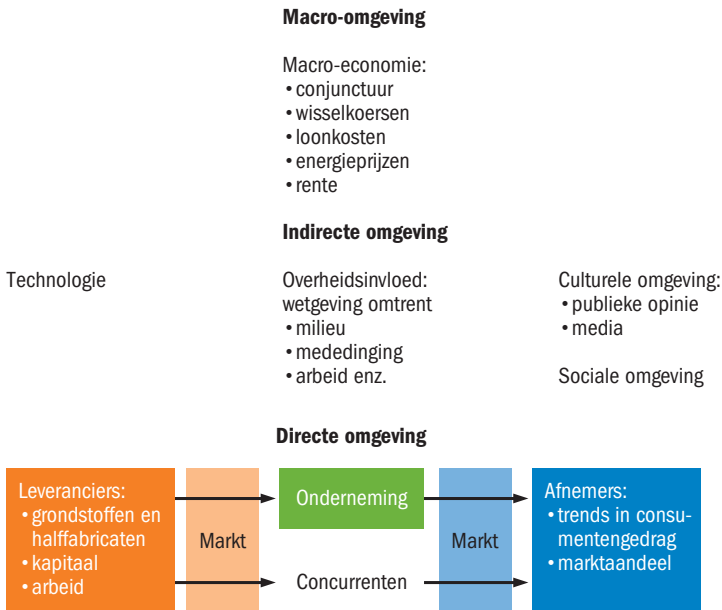 Macro-omgeving
Macro-economie:
• conjunctuur
• wisselkoersen
• loonkosten
• energieprijzen
• rente
Indirecte omgeving
Technologie
Overheidsinvloed:
wetgeving omtrent
• milieu
• mededinging
• arbeid enz.
Culturele omgeving:
• publieke opinie
• media
Sociale omgeving
Directe omgeving
Leveranciers:
• grondstoffen en
halffabricaten
• kapitaal
• arbeid
Markt
Onderneming
Concurrenten
Markt
Afnemers:
• trends in consu-
mentengedrag
• marktaandeel